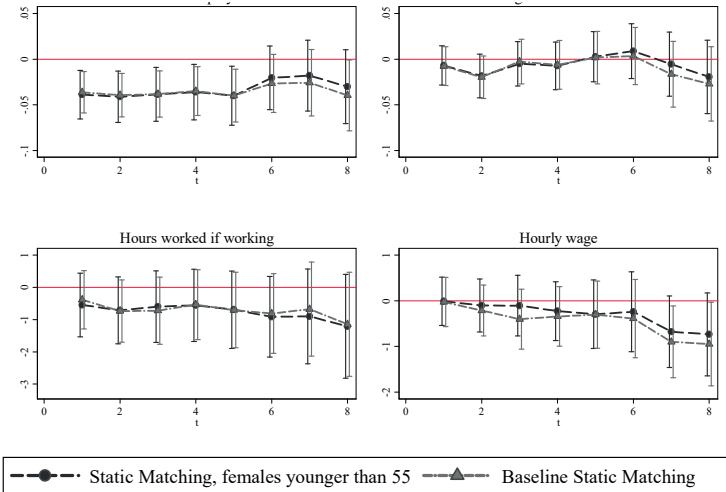 .05
0
-.05
-.1
0 2 4 6 8
t
.05
0
-.05
-.1
0 2 4 6 8
t
Hours worked if working
1
0
-1
-2
-3
0 2 4 6 8
t
Hourly wage
1
0
-1
-2
0 2 4 6 8
t
Static Matching, females younger than 55 Baseline Static Matching